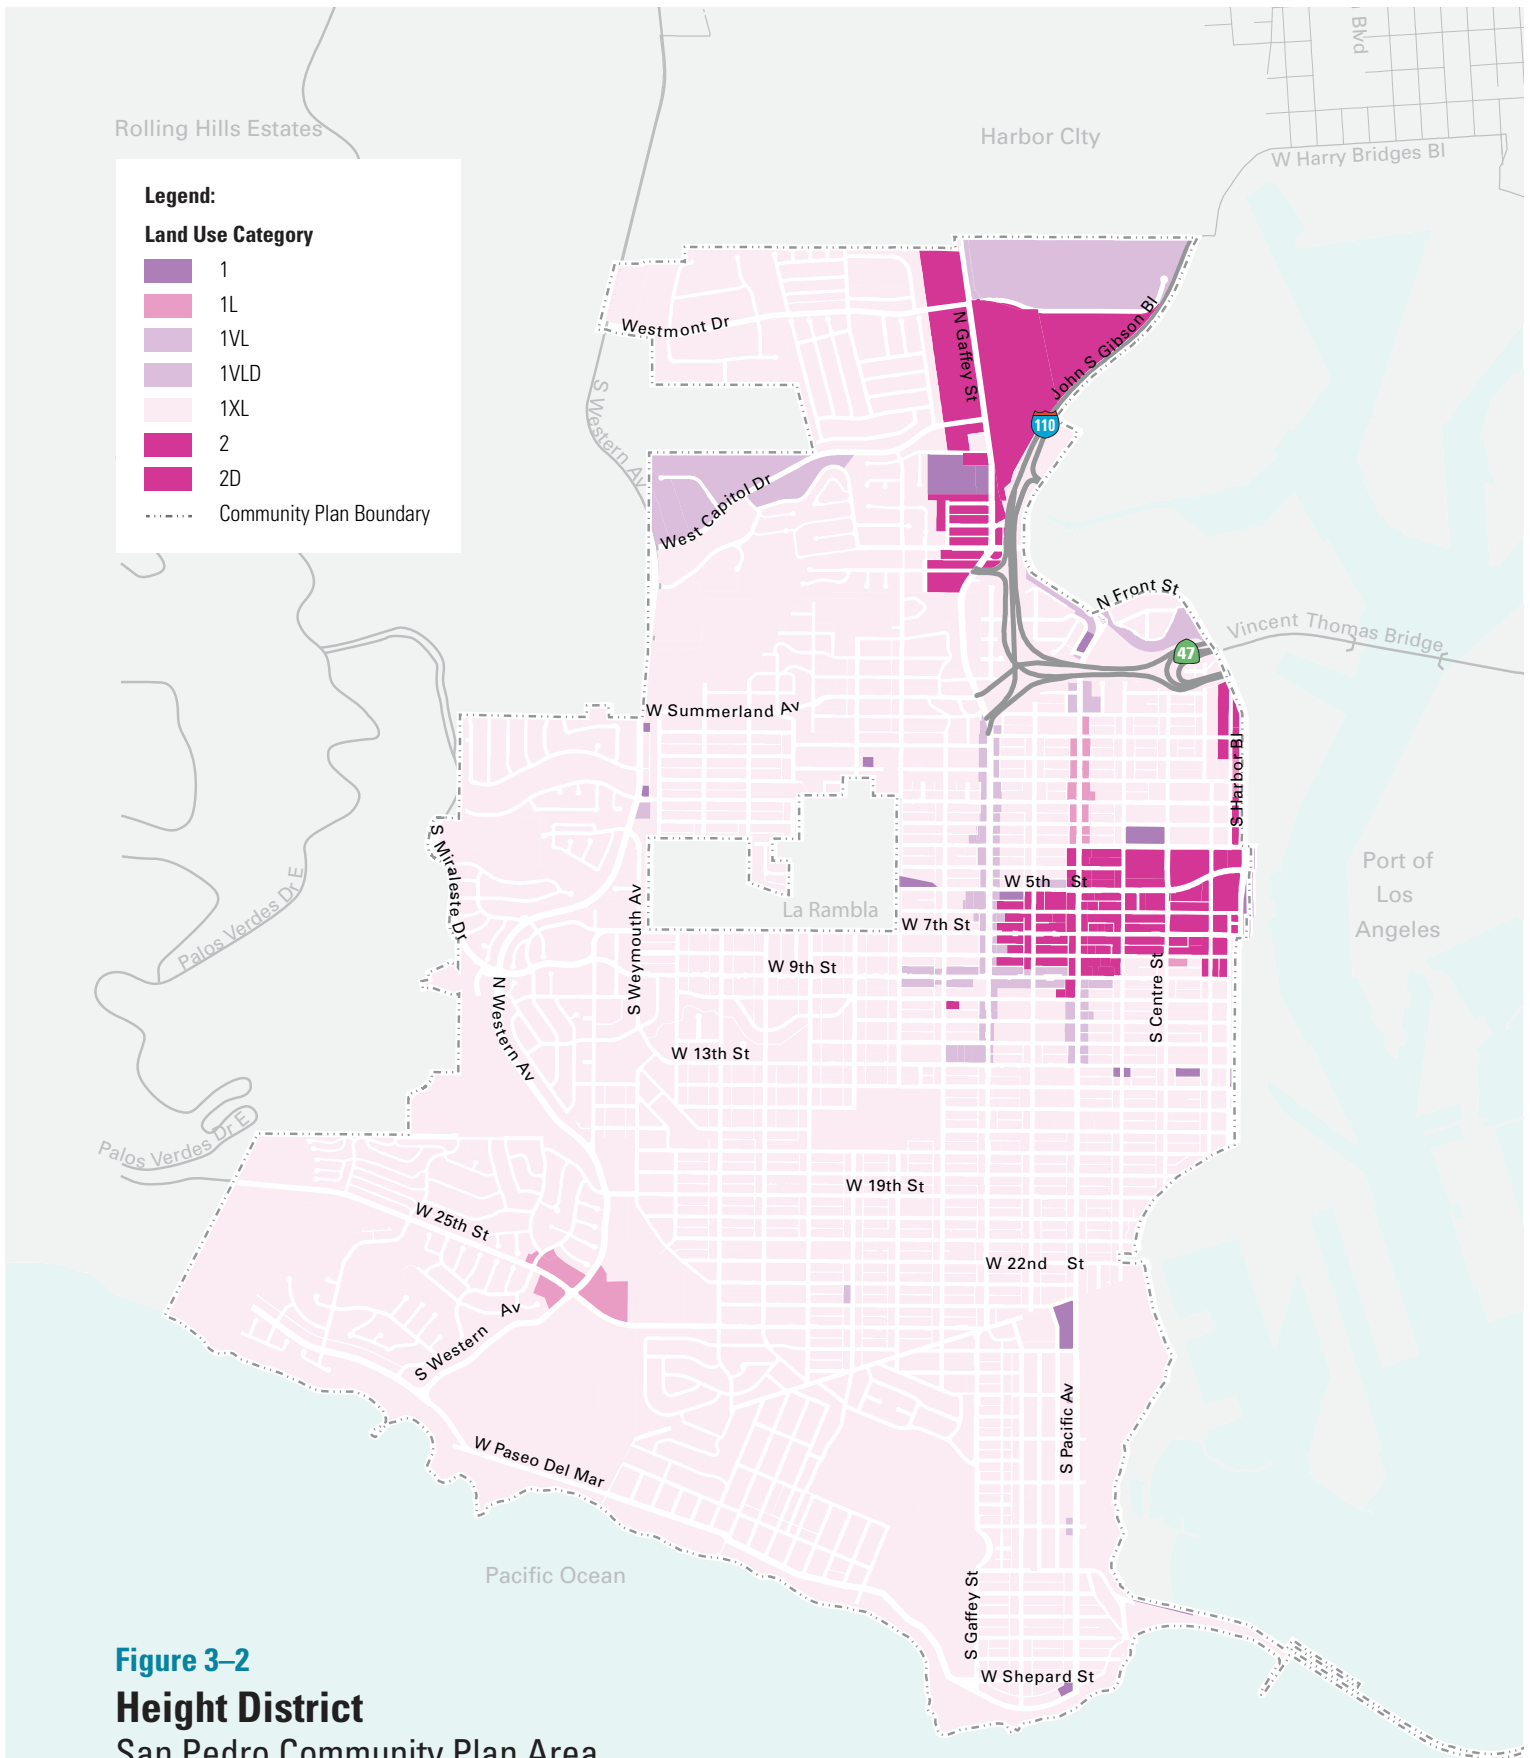 Blvd
Rolling Hills Estates
Harbor CIty
W Harry Bridges Bl
Legend:
Land Use Category
1
1L
1VL
1VLD
1XL
2
2D
Community Plan Boundary
Westmont Dr
N Gaffey St
John S Gibson Bl
110
S Western Av
West Capitol Dr
N Front St
Vincent Thomas Bridge
47
W Summerland Av
S Harbor Bl
S Miraleste Dr
Palos Verdes Dr E
S Weymouth Av
La Rambla
W 5th St
W 7th St
Port of
Los
Angeles
W 9th St
S Centre St
N Western Av
W 13th St
Palos Verdes Dr E
W 19th St
W 25th St
W 22nd St
S Western Av
S Pacific Av
W Paseo Del Mar
Pacific Ocean
S Gaffey St
W Shepard St
Figure 3–2
Height District
San Pedro Community Plan Area